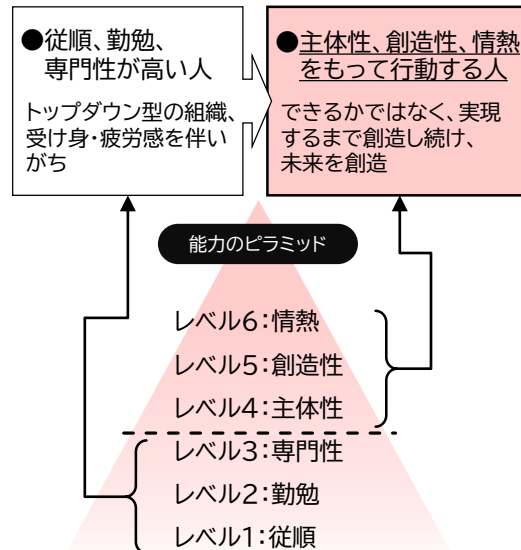 ●従順、勤勉、
専門性が高い人
トップダウン型の組織、
受け身・疲労感を伴い
がち
●主体性、創造性、情熱
をもって行動する人
できるかではなく、実現
するまで創造し続け、
未来を創造
能力のピラミッド
レベル6：情熱
レベル5：創造性
レベル4：主体性
レベル3：専門性
レベル2：勤勉
レベル1：従順